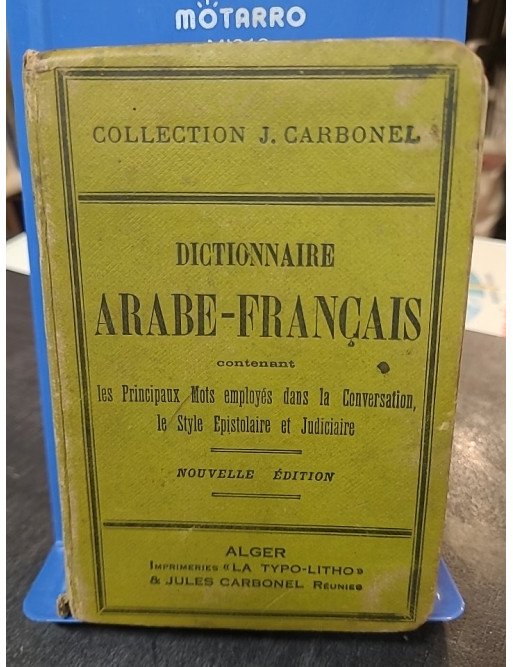 MOTARRO
COLLECTION J. CARBONEL
DICTIONNAIRE
ARABE-FRANÇAIS
contenant
les Principaux Mots employés dans la Conversation,
le Style Epistolaire et Judiciaire
NOUVELLE ÉDITION
ALGER
IMPRIMERIES «LA TYPO-LITHO»
& JULES CARBONEL RÉUNIES